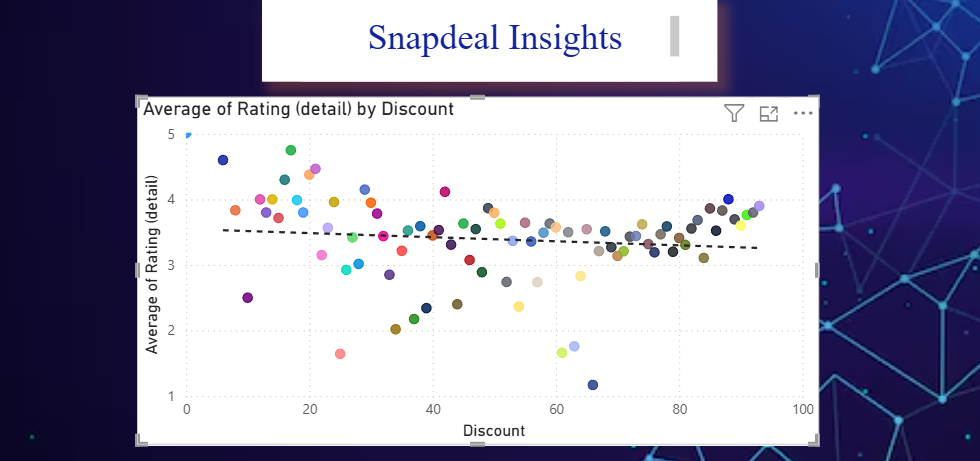 Snapdeal Insights
Average of Rating (detail) by Discount
Average of Rating (detail)
5
4
3
2
1
0 20 40 60 80 100
Discount